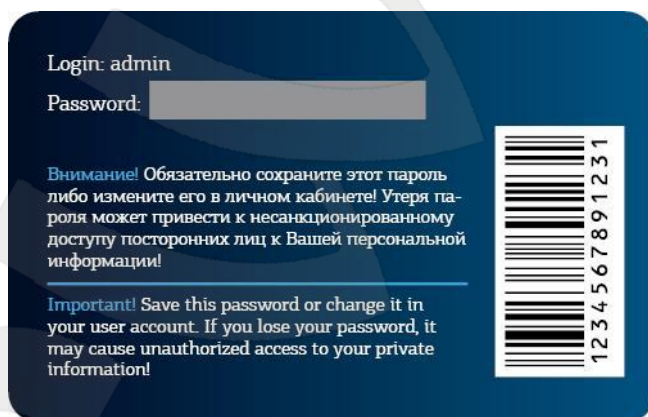 Login: admin
Password:
Внимание! Обязательно сохраните этот пароль
либо измените его в личном кабинете! Утеря па-
роля может привести к несанкционированному
доступу посторонних лиц к Вашей персональной
информации!
Important! Save this password or change it in
your user account. If you lose your password, it
may cause unauthorized access to your private
information!
1234567891231